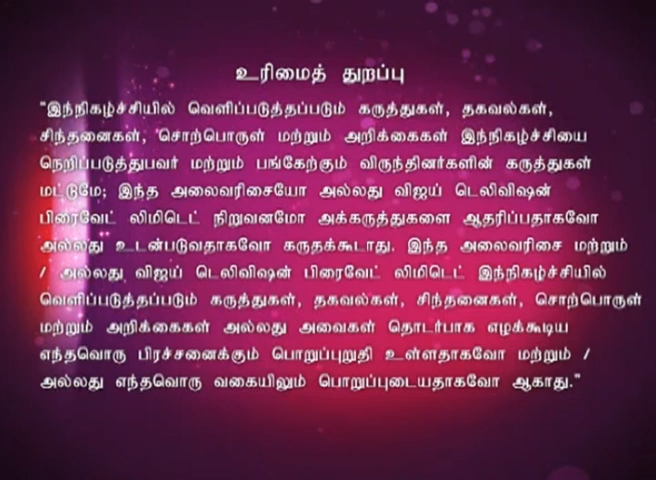 உரிமைத் துறப்பு
"இந்நிகழ்ச்சியில் வெளிப்படுத்தப்படும் கருத்துகள், தகவல்கள்,
சிந்தனைகள், சொற்பொருள் மற்றும் அறிக்கைகள் இந்நிகழ்ச்சியை
நெறிப்படுத்துபவர் மற்றும் பங்கேற்கும் விருந்தினர்களின் கருத்துகள்
மட்டுமே; இந்த அலைவரிசையோ அல்லது விஜய் டெலிவிஷன்
பிரைவேட் லிமிடெட் நிறுவனமோ அக்கருத்துகளை ஆதரிப்பதாகவோ
அல்லது உடன்படுவதாகவோ கருதக்கூடாது. இந்த அலைவரிசை மற்றும்
/ அல்லது விஜய் டெலிவிஷன் பிரைவேட் லிமிடெட் இந்நிகழ்ச்சியில்
வெளிப்படுத்தப்படும் கருத்துகள், தகவல்கள், சிந்தனைகள், சொற்பொருள்
மற்றும் அறிக்கைகள் அல்லது அவைகள் தொடர்பாக எழக்கூடிய
எந்தவொரு பிரச்சனைக்கும் பொறுப்புறுதி உள்ளதாகவோ மற்றும் /
அல்லது எந்தவொரு வகையிலும் பொறுப்புடையதாகவோ ஆகாது."